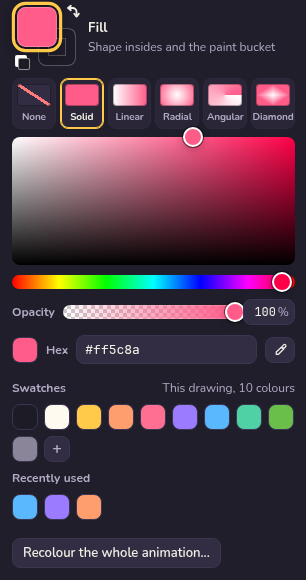 Fill
Shape insides and the paint bucket
None Solid Linear Radial Angular Diamond
Opacity 100 %
Hex #ff5c8a
Swatches This drawing, 10 colours
+
Recently used
Recolour the whole animation...